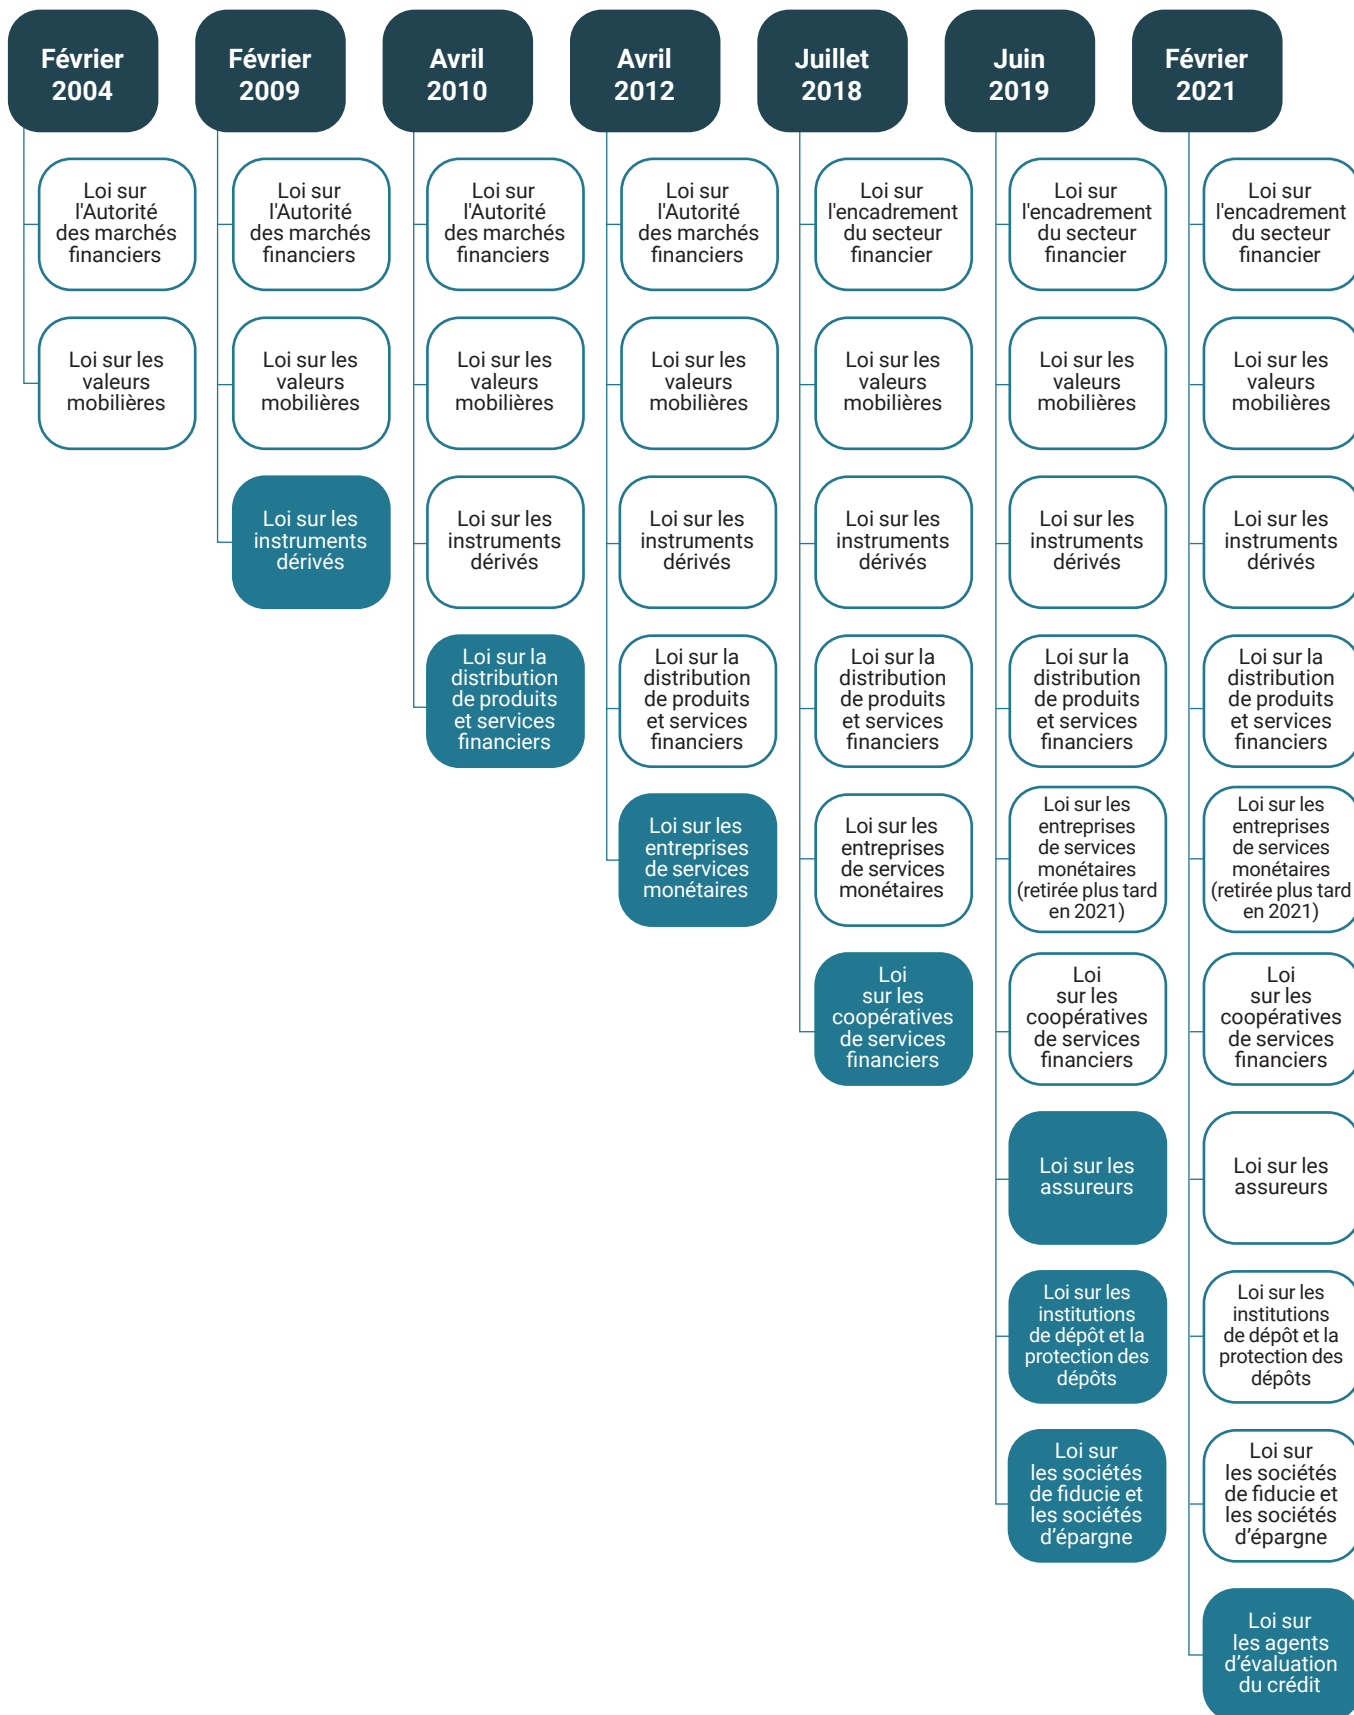 Février
2004
Février
2009
Avril
2010
Avril
2012
Juillet
2018
Juin
2019
Février
2021
Loi sur
l'Autorité
des marchés
financiers
Loi sur
l'Autorité
des marchés
financiers
Loi sur
l'Autorité
des marchés
financiers
Loi sur
l'Autorité
des marchés
financiers
Loi sur
l'encadrement
du secteur
financier
Loi sur
l'encadrement
du secteur
financier
Loi sur
l'encadrement
du secteur
financier
Loi sur les
valeurs
mobilières
Loi sur les
valeurs
mobilières
Loi sur les
valeurs
mobilières
Loi sur les
valeurs
mobilières
Loi sur les
valeurs
mobilières
Loi sur les
valeurs
mobilières
Loi sur les
valeurs
mobilières
Loi sur les
instruments
dérivés
Loi sur les
instruments
dérivés
Loi sur les
instruments
dérivés
Loi sur les
instruments
dérivés
Loi sur les
instruments
dérivés
Loi sur les
instruments
dérivés
Loi sur la
distribution
de produits
et services
financiers
Loi sur la
distribution
de produits
et services
financiers
Loi sur la
distribution
de produits
et services
financiers
Loi sur la
distribution
de produits
et services
financiers
Loi sur la
distribution
de produits
et services
financiers
Loi sur les
entreprises
de services
monétaires
Loi sur les
entreprises
de services
monétaires
Loi sur les
entreprises
de services
monétaires
(retirée plus tard
en 2021)
Loi sur les
entreprises
de services
monétaires
(retirée plus tard
en 2021)
Loi
sur les
coopératives
de services
financiers
Loi
sur les
coopératives
de services
financiers
Loi
sur les
coopératives
de services
financiers
Loi sur les
assureurs
Loi sur les
assureurs
Loi sur les
institutions
de dépôt et la
protection des
dépôts
Loi sur les
institutions
de dépôt et la
protection des
dépôts
Loi sur
les sociétés
de fiducie et
les sociétés
d’épargne
Loi sur
les sociétés
de fiducie et
les sociétés
d’épargne
Loi sur
les agents
d’évaluation
du crédit